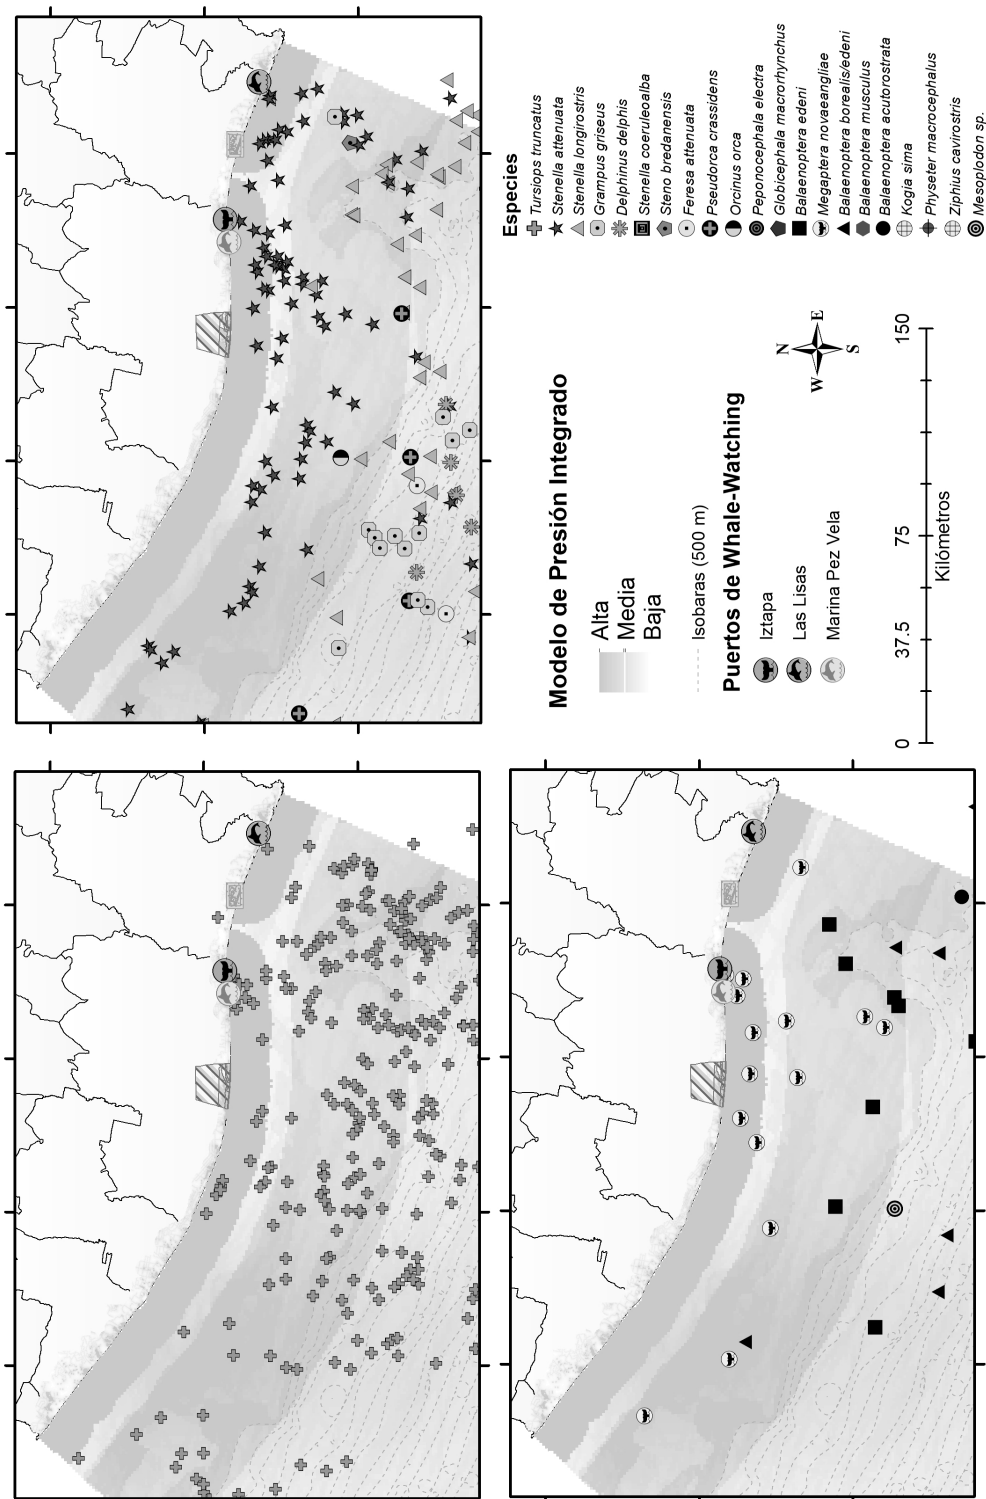 Especies
Tursiops truncatus
Stenella attenuata
Stenella longirostris
Grampus griseus
Delphinus delphis
Stenella coeruleoalba
Steno bredanensis
Feresa attenuata
Pseudorca crassidens
Orcinus orca
Peponocephala electra
Globicephala macrorhynchus
Balaenoptera edeni
Megaptera novaeangliae
Balaenoptera borealis/edeni
Balaenoptera musculus
Balaenoptera acutorostrata
Kogia sima
Physeter macrocephalus
Ziphius cavirostris
Mesoplodon sp.
Modelo de Presión Integrado
Alta
Media
Baja
Isobaras (500 m)
Puertos de Whale-Watching
Iztapa
Las Lisas
Marina Pez Vela
N
W E
S
0 37.5 75 150
Kilómetros